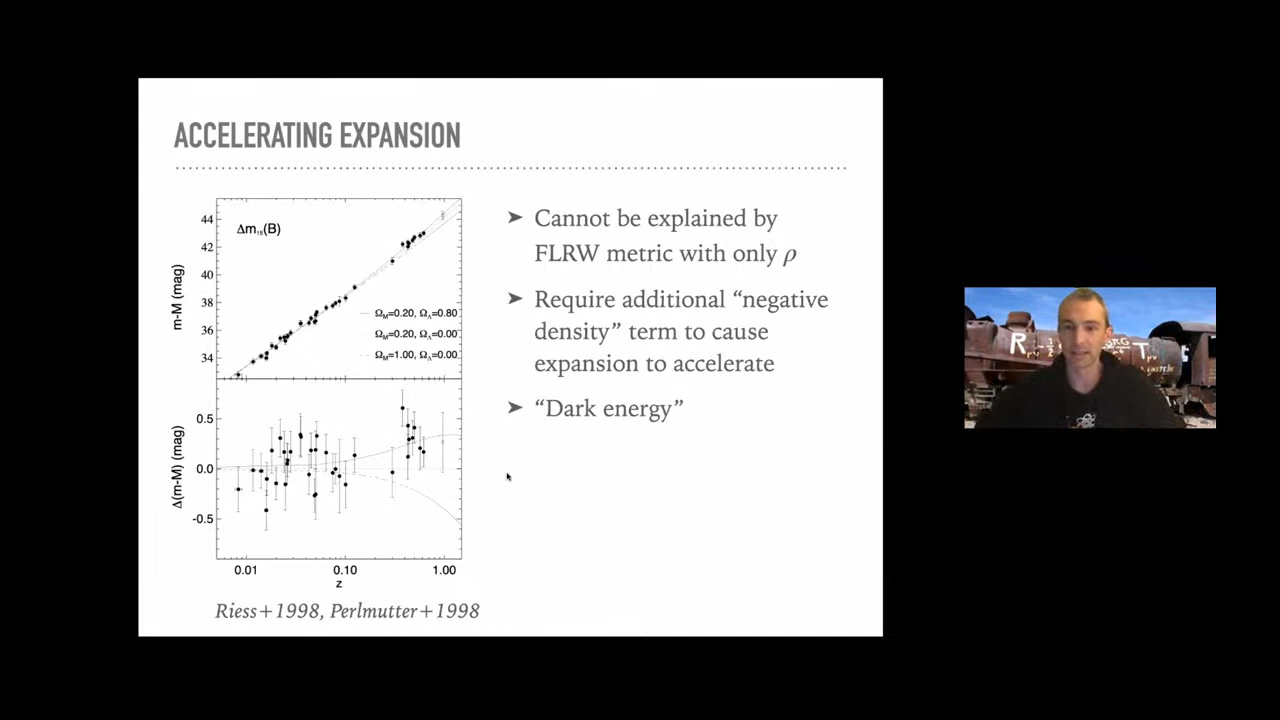 ACCELERATING EXPANSION
44
42
40
38
36
34
m-M (mag)
Δm₁₅(B)
Ω_M=0.20, Ω_Λ=0.80
Ω_M=0.20, Ω_Λ=0.00
Ω_M=1.00, Ω_Λ=0.00
0.5
0.0
-0.5
Δ(m-M) (mag)
0.01 0.10 1.00
z
Riess+1998, Perlmutter+1998
➤ Cannot be explained by
FLRW metric with only ρ
➤ Require additional “negative
density” term to cause
expansion to accelerate
➤ “Dark energy”
R
T